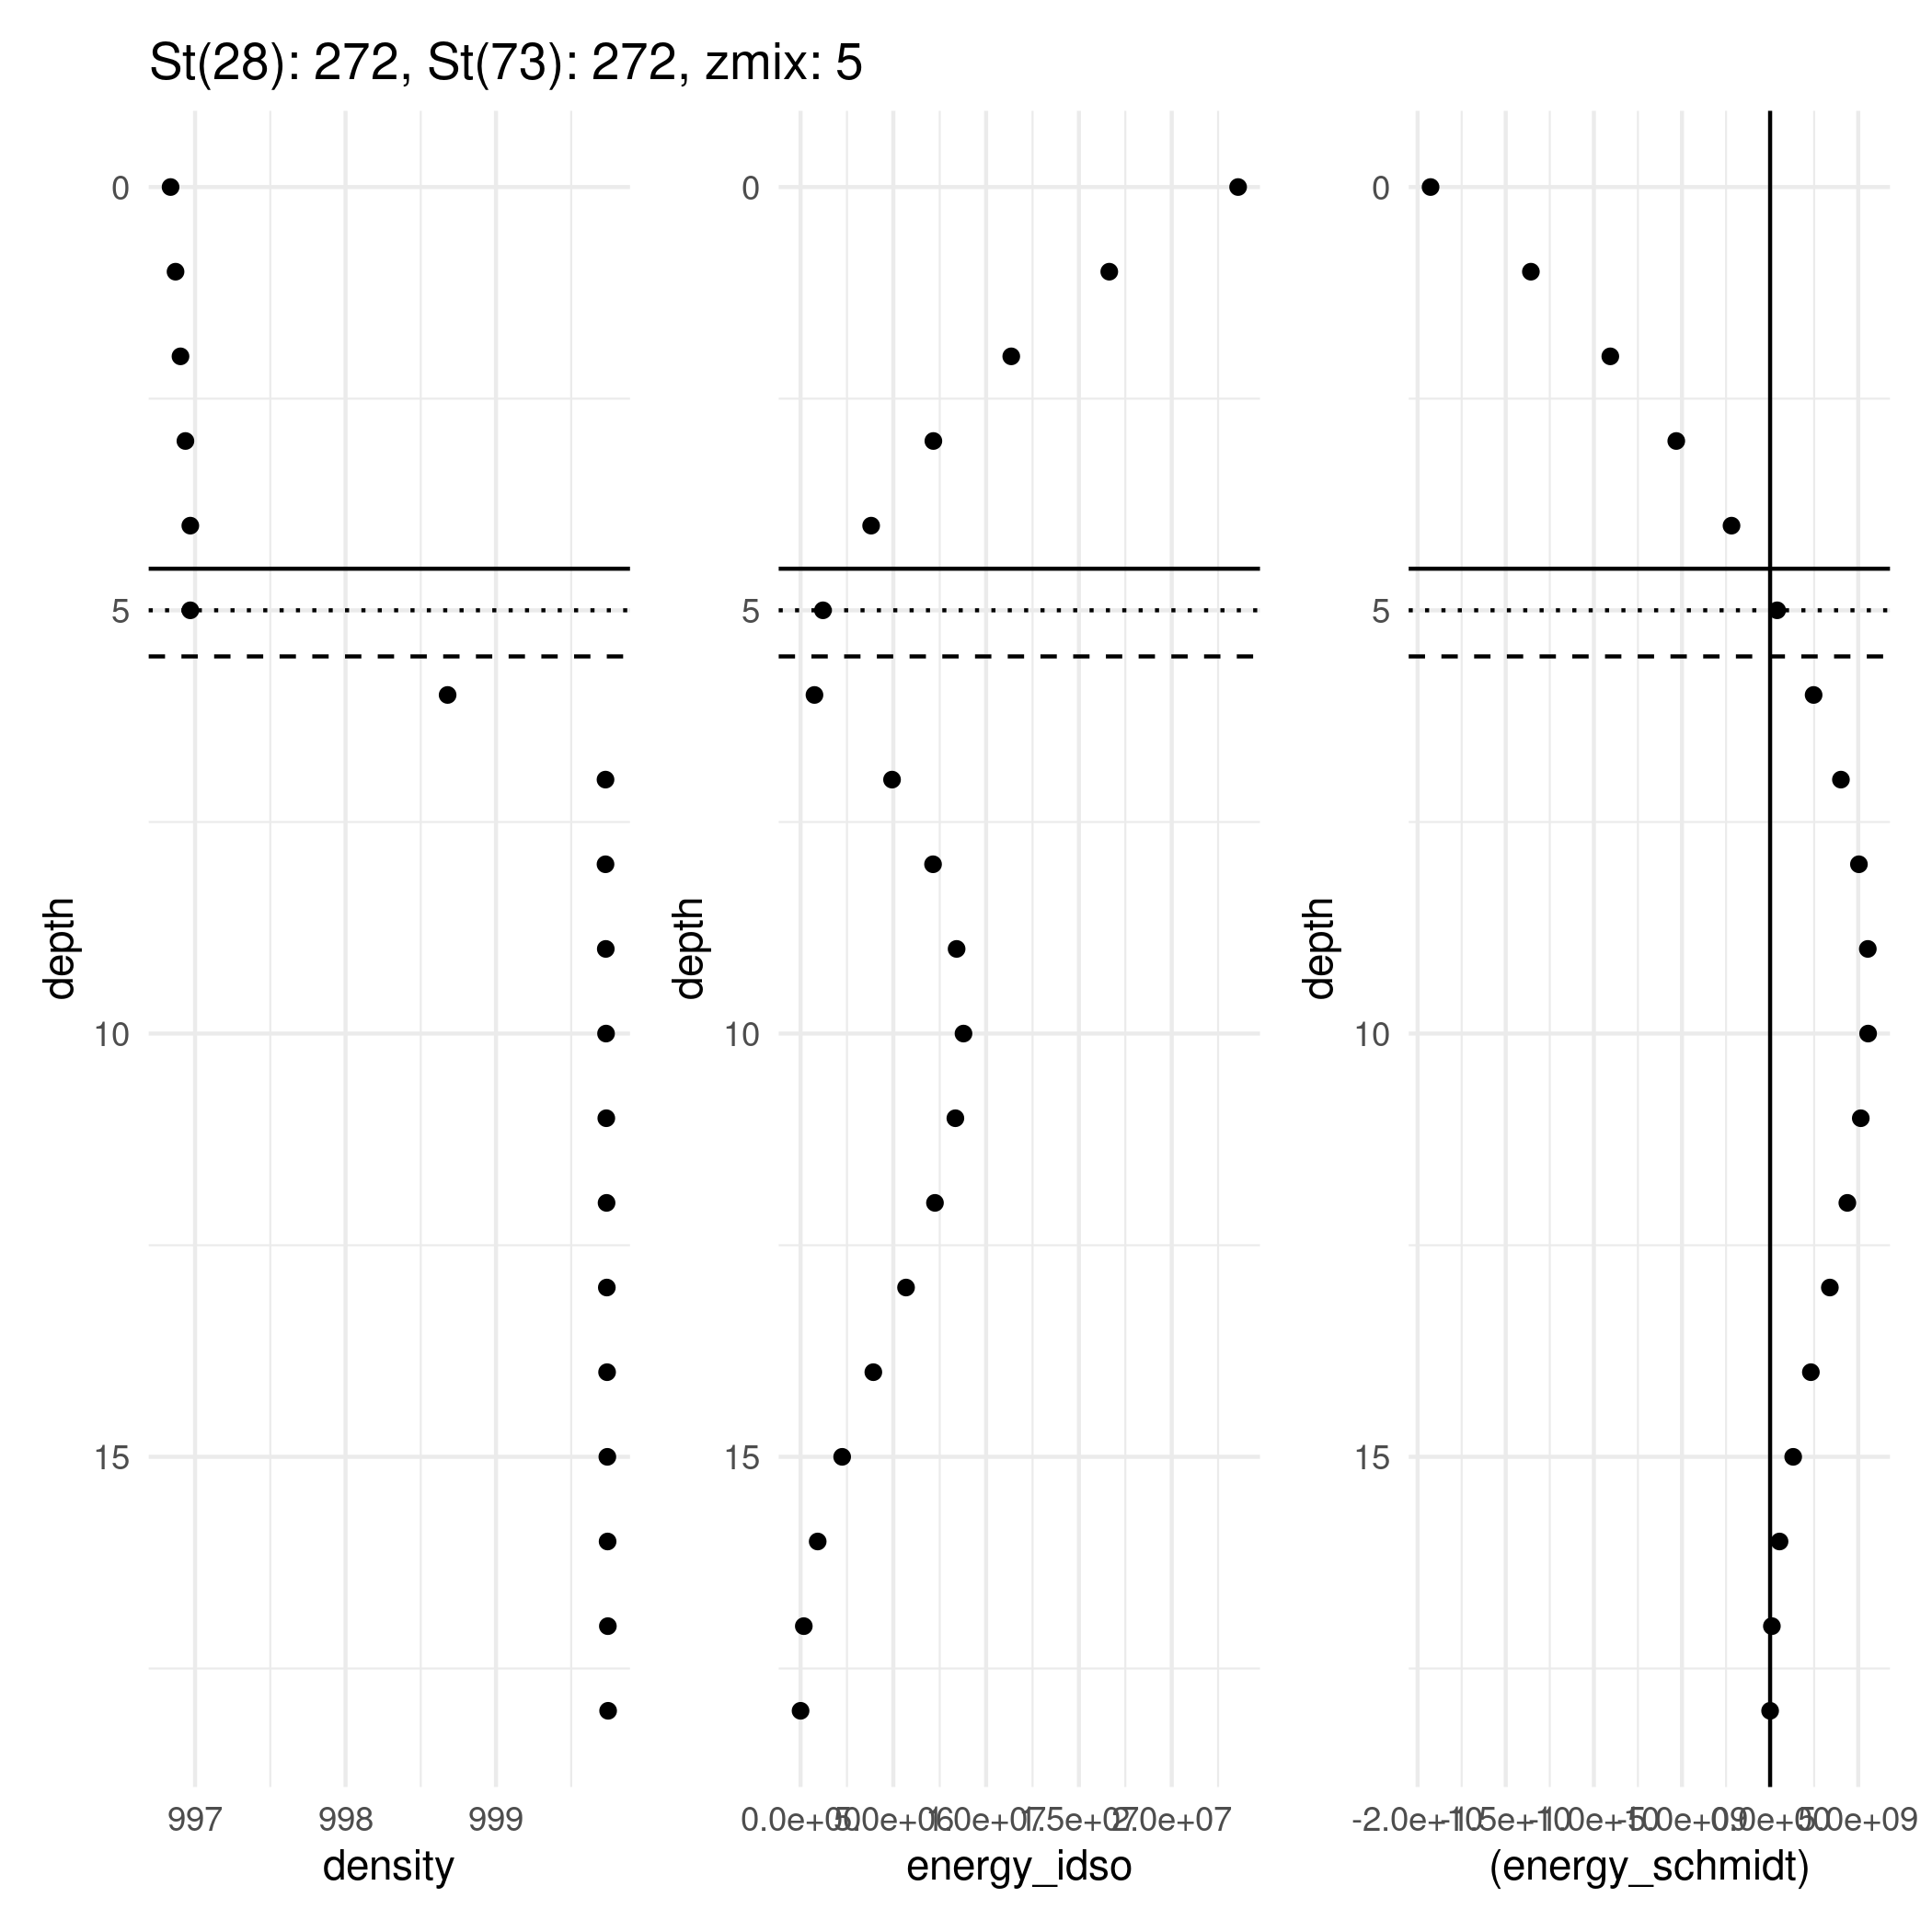 St(28): 272, St(73): 272, zmix: 5
0
5
10
15
depth
997 998 999
density
0
5
10
15
depth
0.0e+00 5.0e+06 1.0e+07 1.5e+07 2.0e+07
energy_idso
0
5
10
15
depth
-2.0e+10 -1.5e+10 -1.0e+10 -5.0e+09 0.0e+00 5.0e+09
(energy_schmidt)